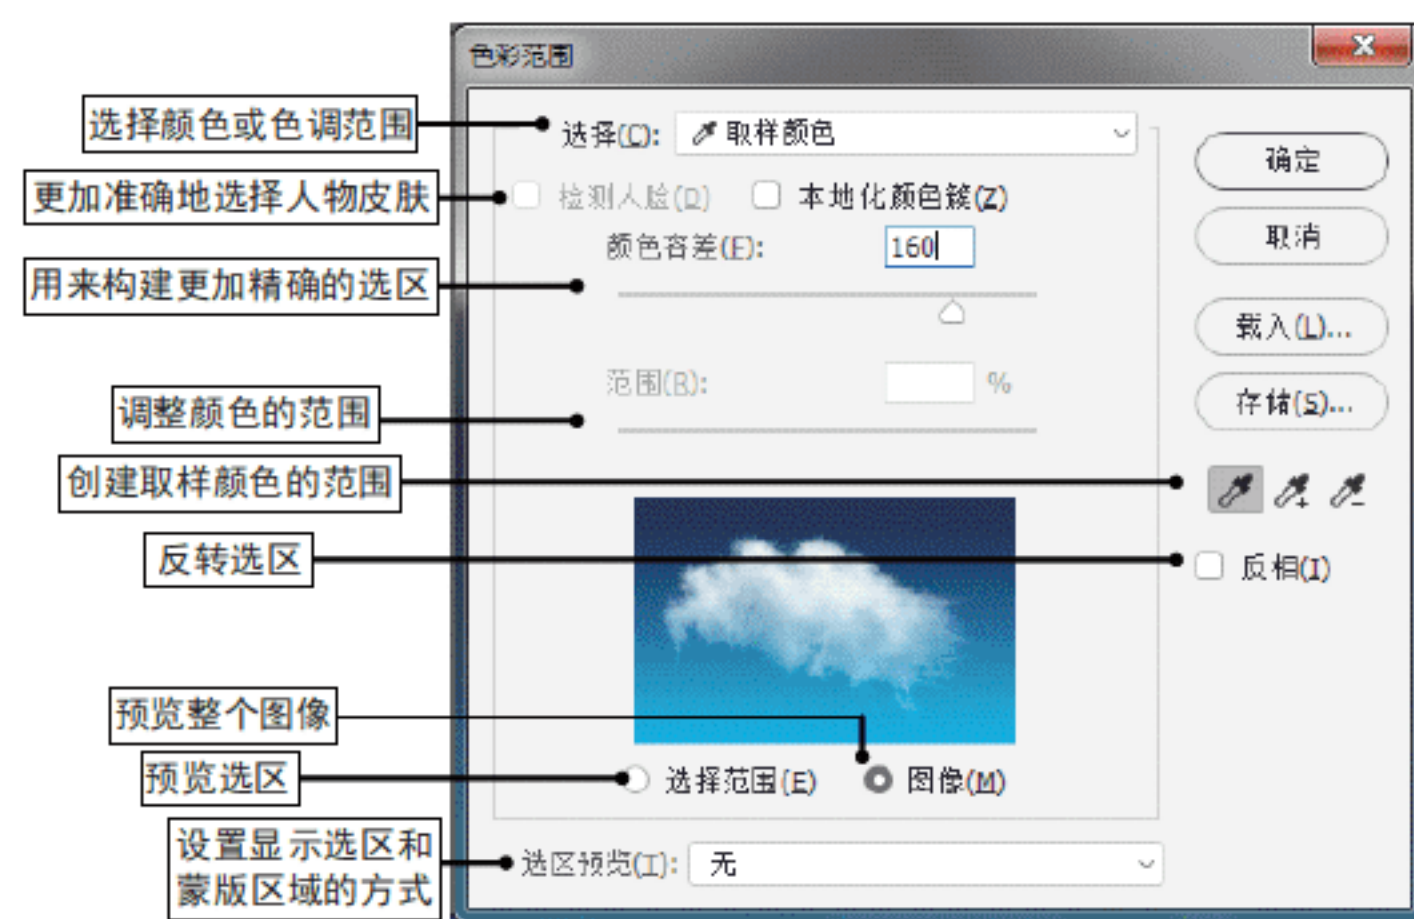 色彩范围
选择颜色或色调范围
选择(C): 取样颜色
确定
更加准确地选择人物皮肤
检测人脸(D) 本地化颜色簇(Z)
取消
颜色容差(F): 160
用来构建更加精确的选区
载入(L)...
范围(R): %
调整颜色的范围
存储(S)...
创建取样颜色的范围
反转选区
反相(I)
预览整个图像
预览选区
选择范围(E) 图像(M)
设置显示选区和
蒙版区域的方式
选区预览(T): 无